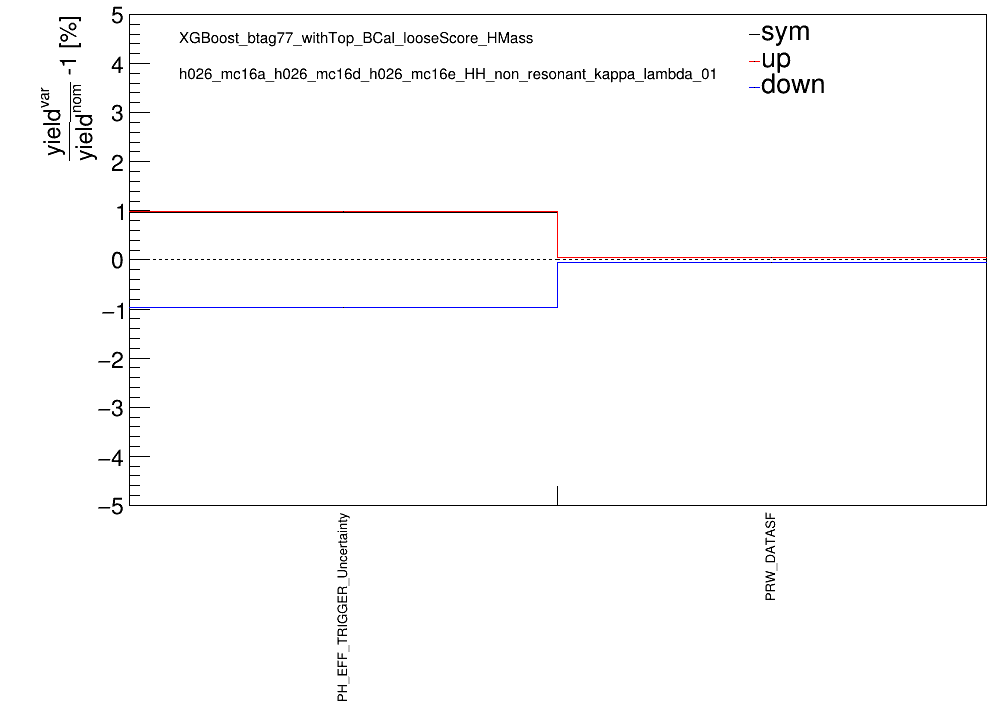 yield^var / yield^nom -1 [%]
XGBoost_btag77_withTop_BCal_looseScore_HMass
h026_mc16a_h026_mc16d_h026_mc16e_HH_non_resonant_kappa_lambda_01
sym
up
down
5
4
3
2
1
0
−1
−2
−3
−4
−5
PH_EFF_TRIGGER_Uncertainty
PRW_DATASF